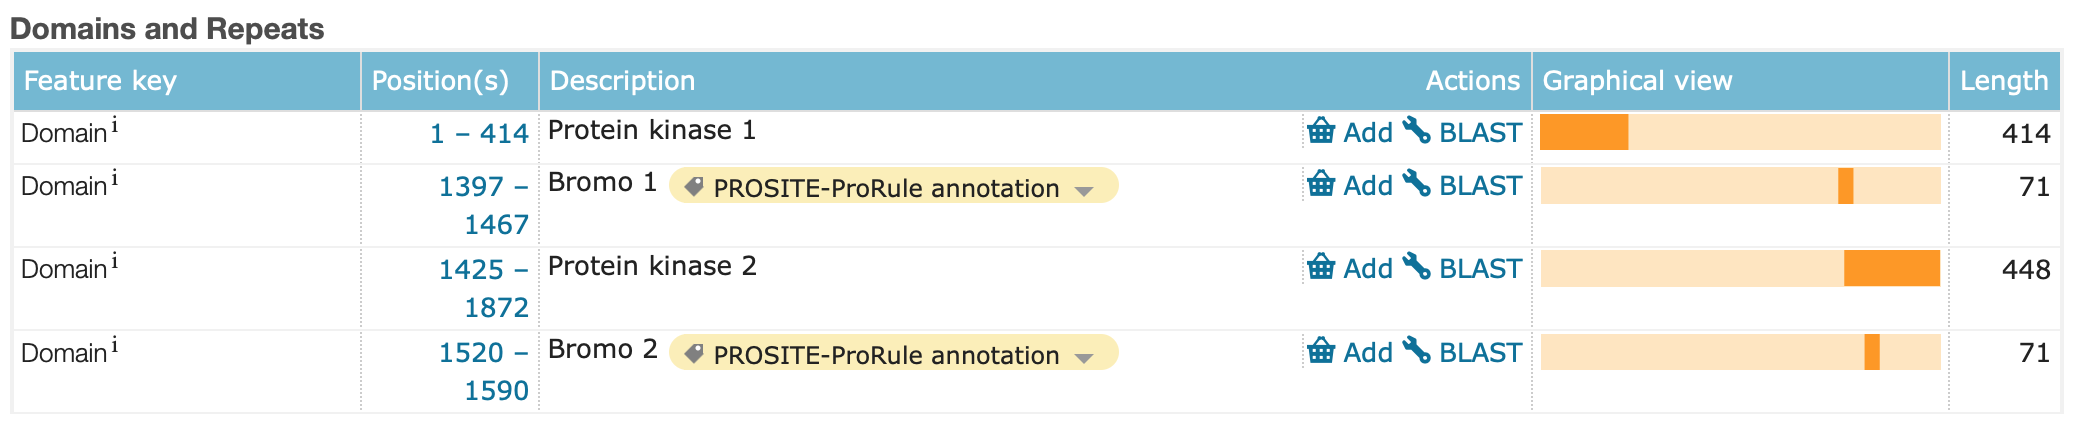 Domains and Repeats
Feature key Position(s) Description Actions Graphical view Length
Domain i 1 – 414 Protein kinase 1 Add BLAST 414
Domain i 1397 – Bromo 1 PROSITE-ProRule annotation Add BLAST 71
1467
Domain i 1425 – Protein kinase 2 Add BLAST 448
1872
Domain i 1520 – Bromo 2 PROSITE-ProRule annotation Add BLAST 71
1590